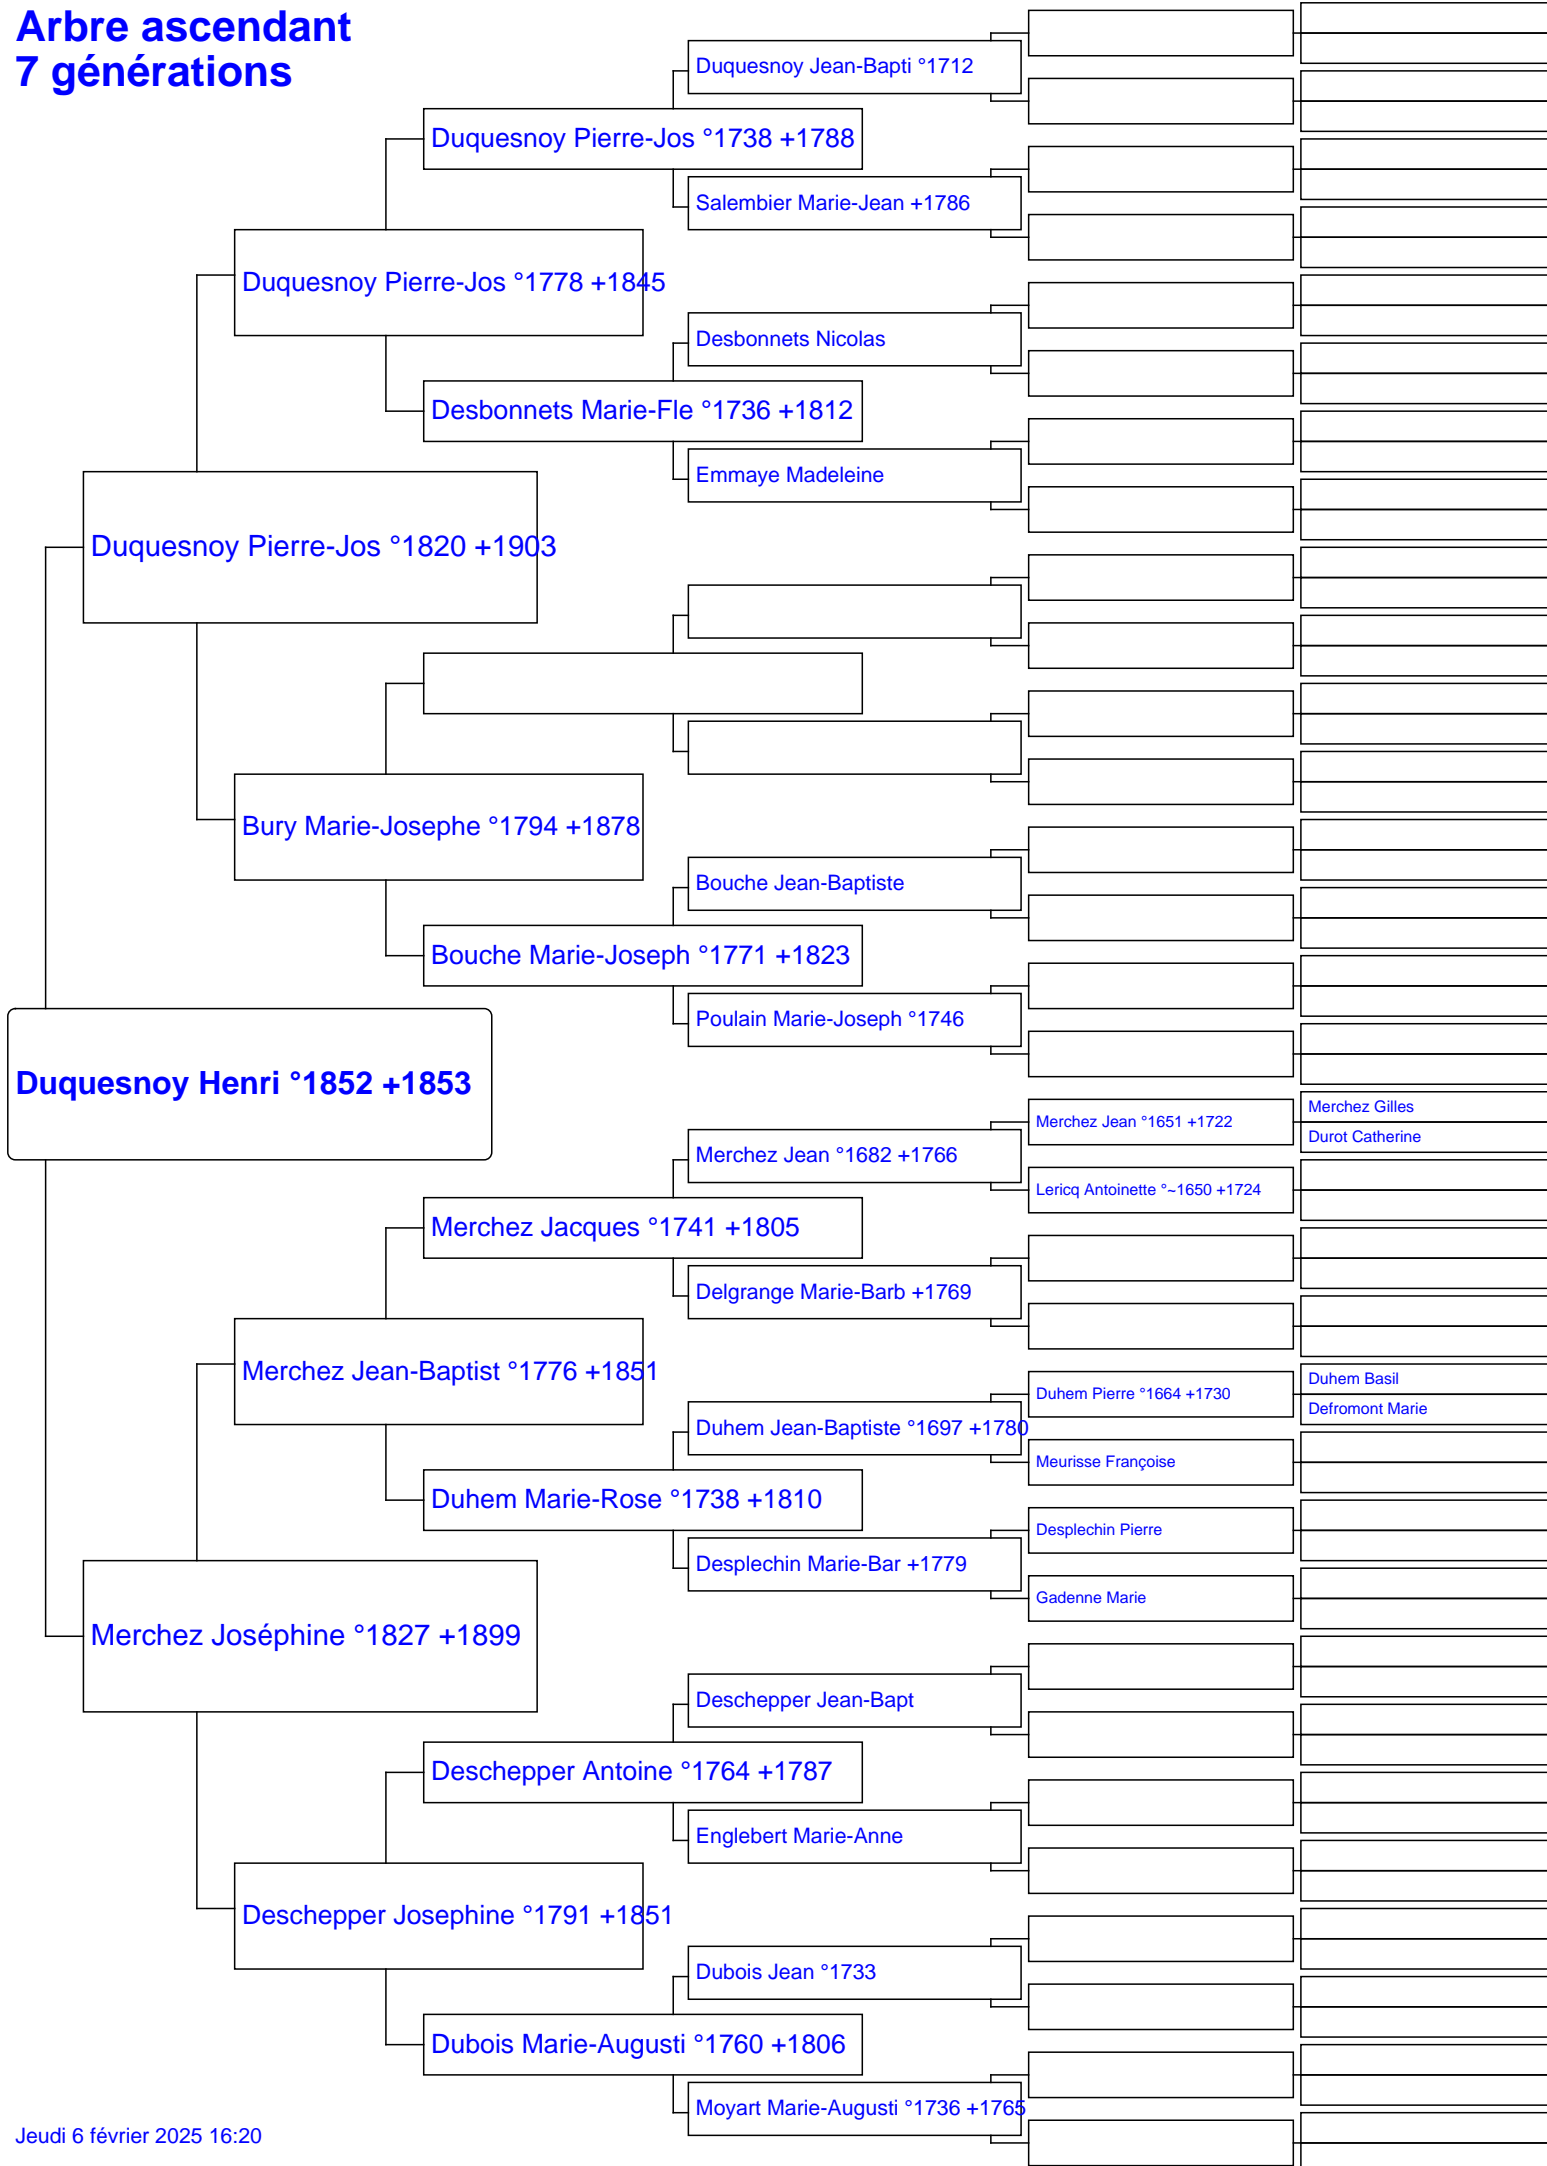 Arbre ascendant
7 générations
Duquesnoy Jean-Bapti °1712
Duquesnoy Pierre-Jos °1738 +1788
Salembier Marie-Jean +1786
Duquesnoy Pierre-Jos °1778 +1845
Desbonnets Nicolas
Desbonnets Marie-Fle °1736 +1812
Emmaye Madeleine
Duquesnoy Pierre-Jos °1820 +1903
Bury Marie-Josephe °1794 +1878
Bouche Jean-Baptiste
Bouche Marie-Joseph °1771 +1823
Poulain Marie-Joseph °1746
Duquesnoy Henri °1852 +1853
Merchez Gilles
Merchez Jean °1651 +1722
Durot Catherine
Merchez Jean °1682 +1766
Lericq Antoinette °~1650 +1724
Merchez Jacques °1741 +1805
Delgrange Marie-Barb +1769
Merchez Jean-Baptist °1776 +1851
Duhem Basil
Duhem Pierre °1664 +1730
Defromont Marie
Duhem Jean-Baptiste °1697 +1780
Meurisse Françoise
Duhem Marie-Rose °1738 +1810
Desplechin Pierre
Desplechin Marie-Bar +1779
Gadenne Marie
Merchez Joséphine °1827 +1899
Deschepper Jean-Bapt
Deschepper Antoine °1764 +1787
Englebert Marie-Anne
Deschepper Josephine °1791 +1851
Dubois Jean °1733
Dubois Marie-Augusti °1760 +1806
Moyart Marie-Augusti °1736 +1765
Jeudi 6 février 2025 16:20